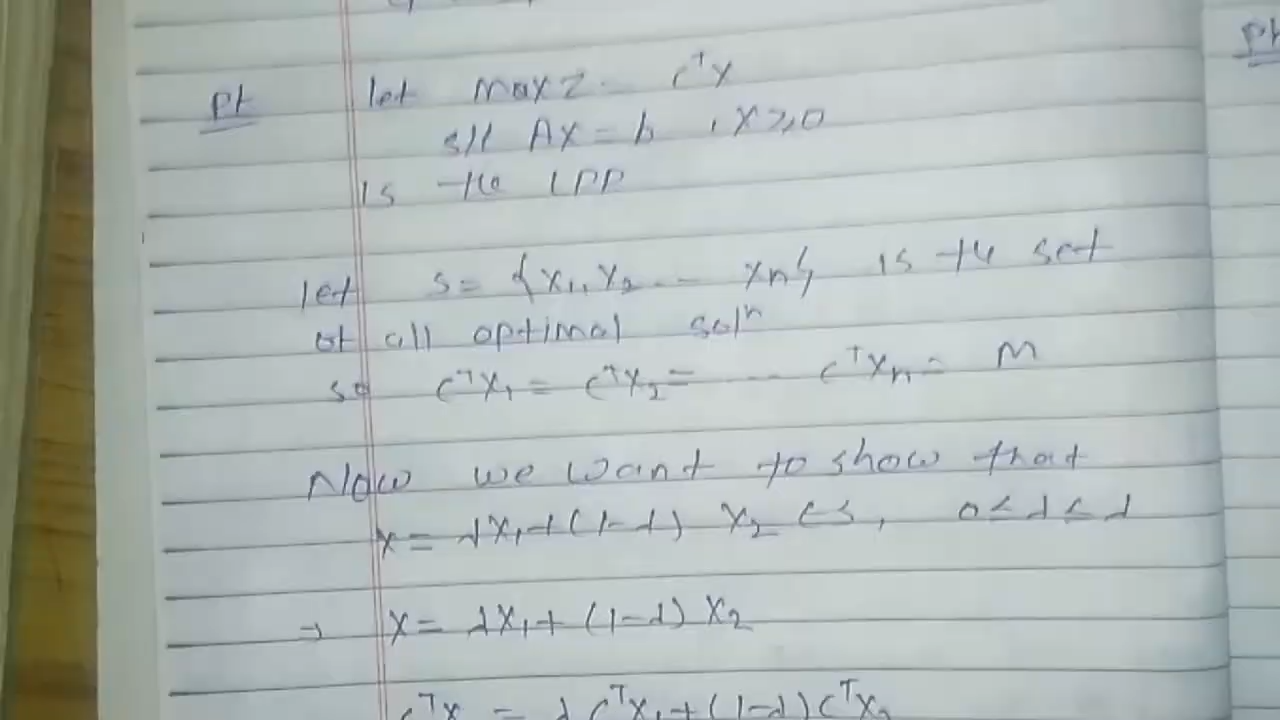 Pf let max z = cᵀx
s/t Ax = b , x ≥ 0
is the LPP
let s = {x₁, x₂ -- xn} is the set
of all optimal solⁿ
so cᵀx₁ = cᵀx₂ = --- cᵀxn = M
Now we want to show that
x = λx₁ + (1-λ) x₂ ∈ s, 0 ≤ λ ≤ 1
→ x = λx₁ + (1-λ) x₂
cᵀx = λ cᵀx₁ + (1-λ) cᵀx₂
Pf